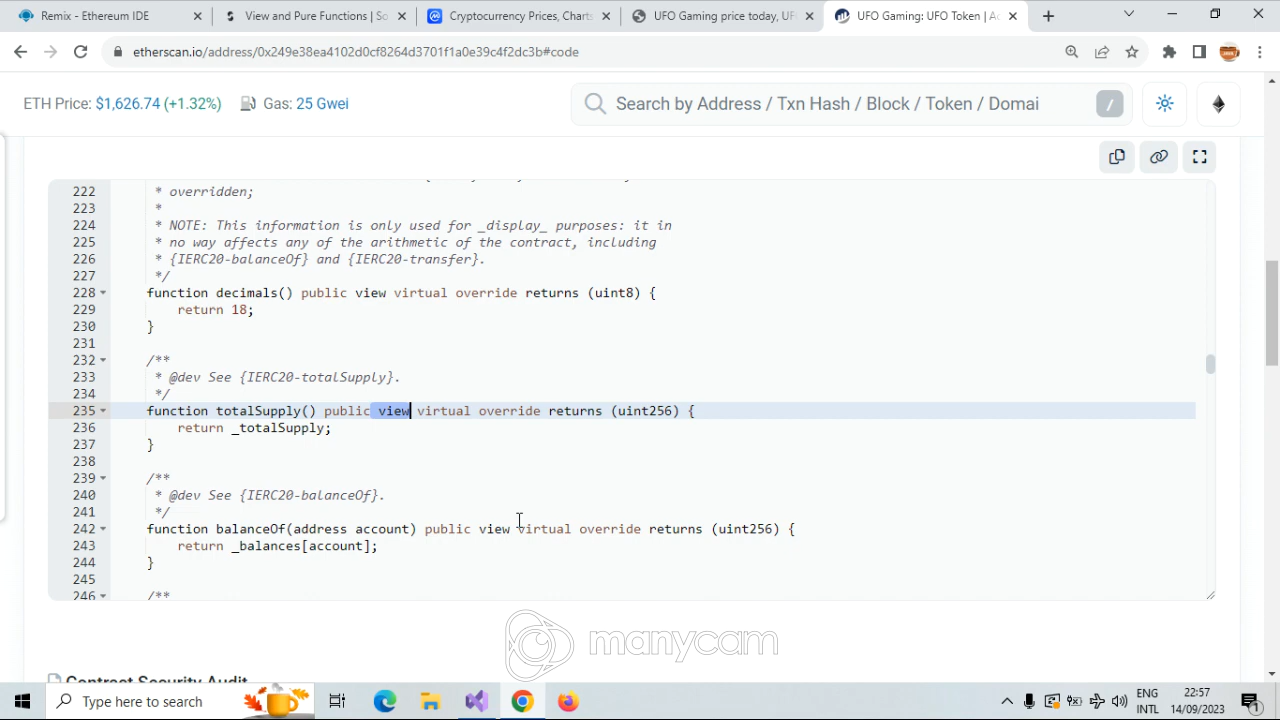 Remix - Ethereum IDE
View and Pure Functions | So
Cryptocurrency Prices, Charts
UFO Gaming price today, UF
UFO Gaming: UFO Token | Ad
etherscan.io/address/0x249e38ea4102d0cf8264d3701f1a0e39c4f2dc3b#code
ETH Price: $1,626.74 (+1.32%) Gas: 25 Gwei
Search by Address / Txn Hash / Block / Token / Domai /
222 * overridden;
223 *
224 * NOTE: This information is only used for _display_ purposes: it in
225 * no way affects any of the arithmetic of the contract, including
226 * {IERC20-balanceOf} and {IERC20-transfer}.
227 */
228 function decimals() public view virtual override returns (uint8) {
229 return 18;
230 }
231
232 /**
233 * @dev See {IERC20-totalSupply}.
234 */
235 function totalSupply() public view virtual override returns (uint256) {
236 return _totalSupply;
237 }
238
239 /**
240 * @dev See {IERC20-balanceOf}.
241 */
242 function balanceOf(address account) public view virtual override returns (uint256) {
243 return _balances[account];
244 }
245
246 /**
manycam
Contract Security Audit
Type here to search
ENG
INTL
22:57
14/09/2023
1